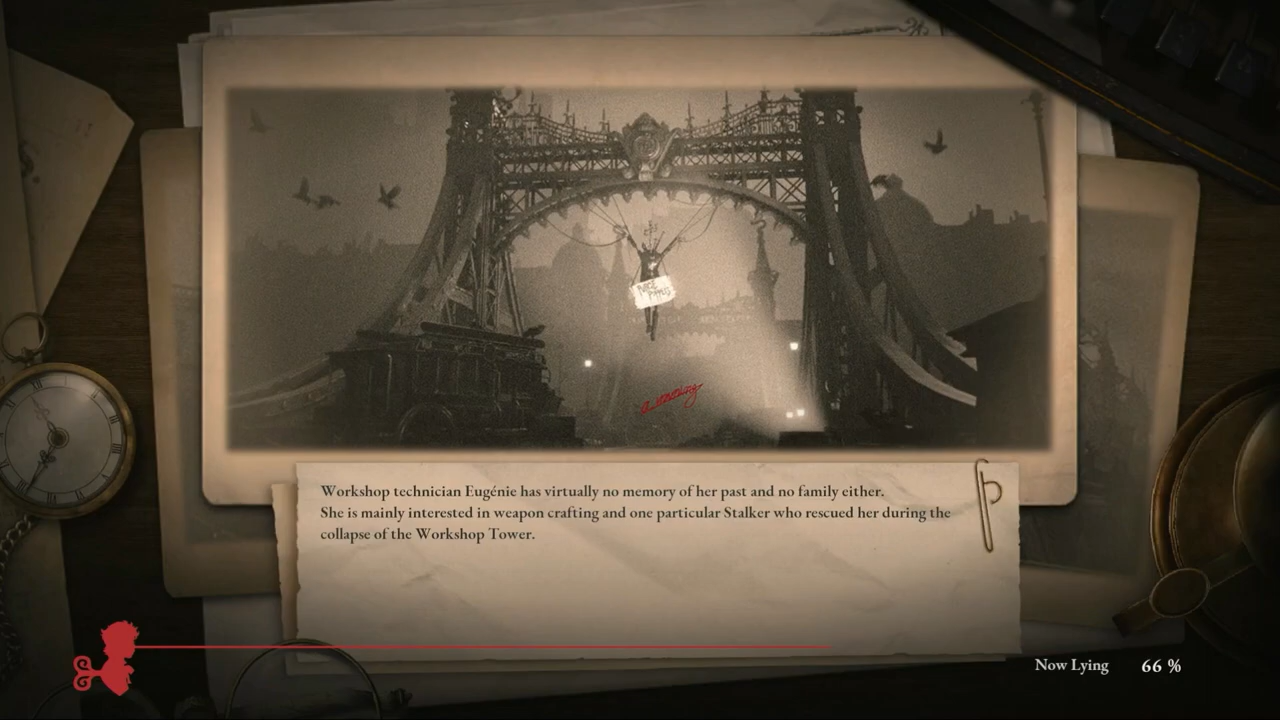 Workshop technician Eugénie has virtually no memory of her past and no family either.
She is mainly interested in weapon crafting and one particular Stalker who rescued her during the
collapse of the Workshop Tower.
Now Lying 66 %